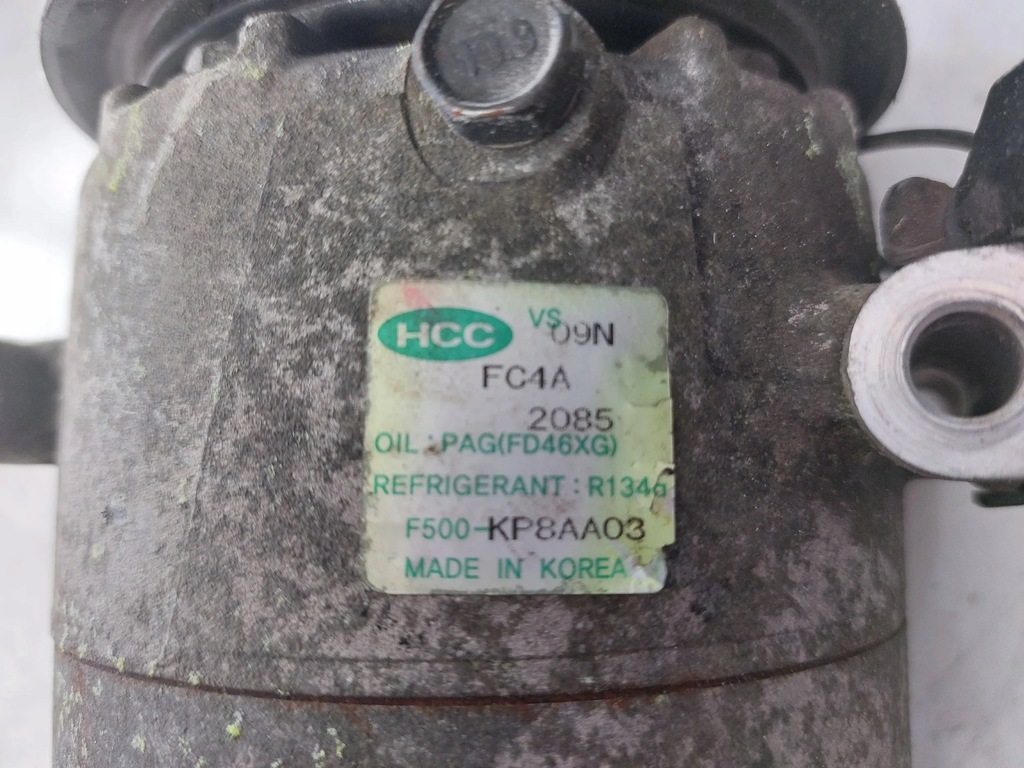 HCC VS 09N
FC4A
2085
OIL : PAG(FD46XG)
REFRIGERANT : R134a
F500-KP8AA03
MADE IN KOREA